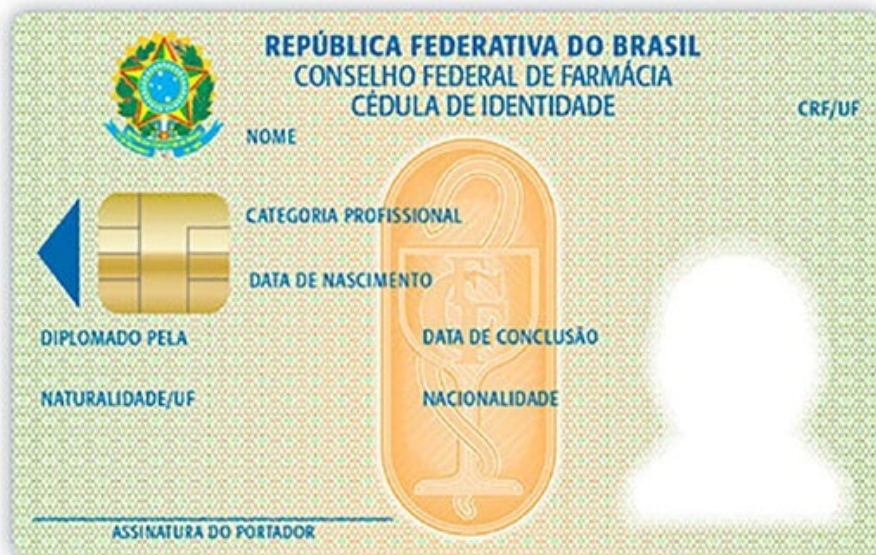 REPÚBLICA FEDERATIVA DO BRASIL
CONSELHO FEDERAL DE FARMÁCIA
CÉDULA DE IDENTIDADE
CRF/UF
NOME
CATEGORIA PROFISSIONAL
DATA DE NASCIMENTO
DIPLOMADO PELA
DATA DE CONCLUSÃO
NATURALIDADE/UF
NACIONALIDADE
ASSINATURA DO PORTADOR